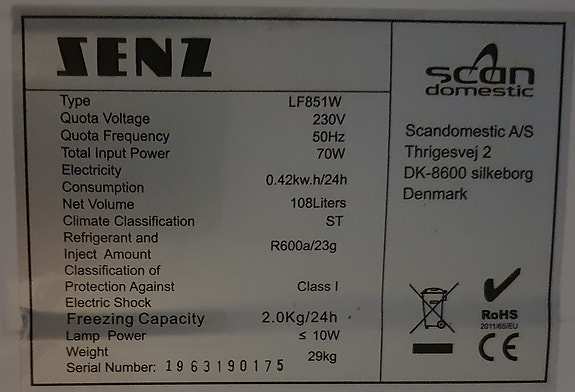 SENZ
Type LF851W
Quota Voltage 230V
Quota Frequency 50Hz
Total Input Power 70W
Electricity
Consumption 0.42kw.h/24h
Net Volume 108Liters
Climate Classification ST
Refrigerant and
Inject Amount R600a/23g
Classification of
Protection Against Class I
Electric Shock
Freezing Capacity 2.0Kg/24h
Lamp Power ≤ 10W
Weight 29kg
Serial Number: 1963190175
scan
domestic
Scandomestic A/S
Thrigesvej 2
DK-8600 silkeborg
Denmark
RoHS
2011/65/EU
CE